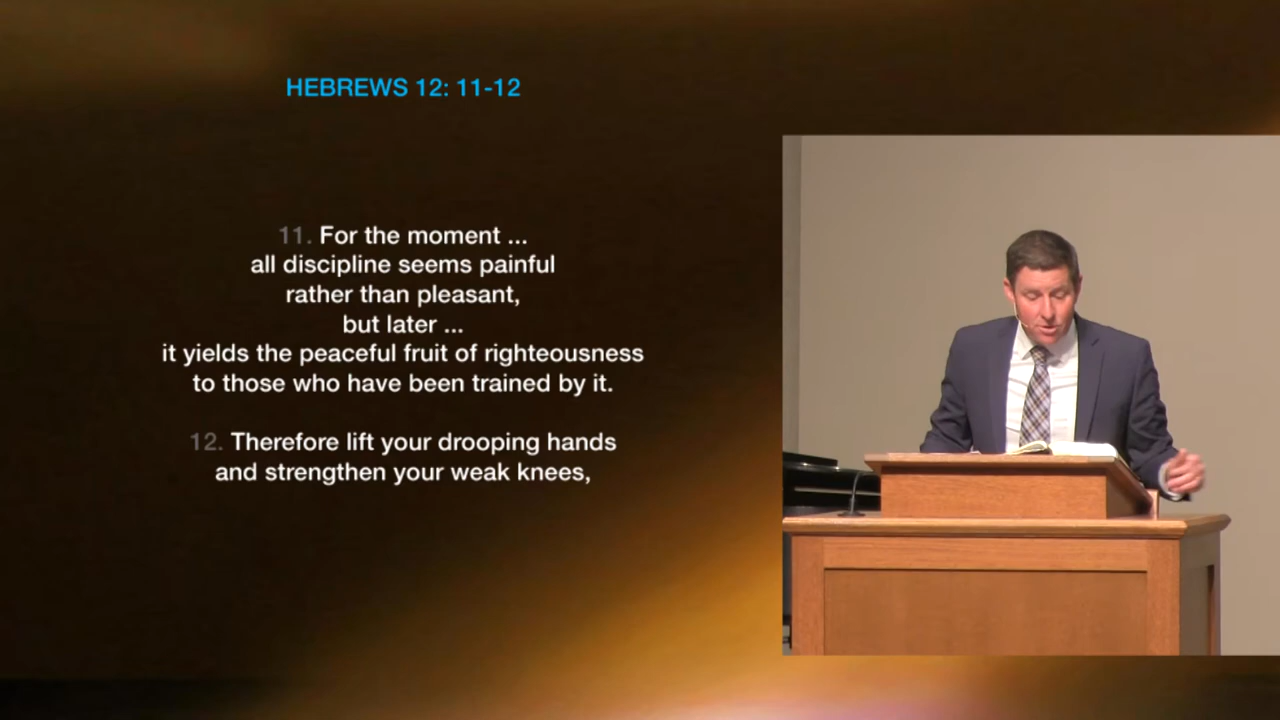 HEBREWS 12: 11-12
11. For the moment ...
all discipline seems painful
rather than pleasant,
but later ...
it yields the peaceful fruit of righteousness
to those who have been trained by it.
12. Therefore lift your drooping hands
and strengthen your weak knees,